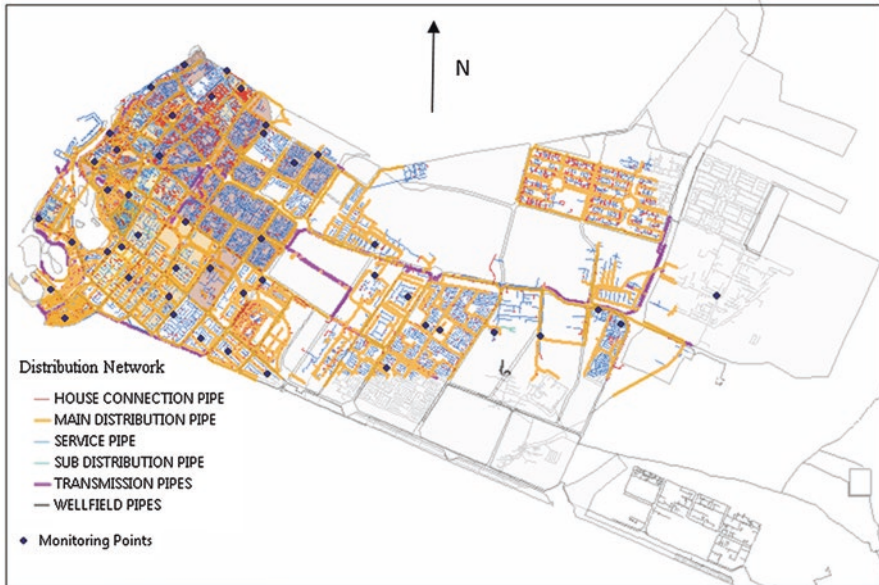 N
Distribution Network
HOUSE CONNECTION PIPE
MAIN DISTRIBUTION PIPE
SERVICE PIPE
SUB DISTRIBUTION PIPE
TRANSMISSION PIPES
WELLFIELD PIPES
Monitoring Points